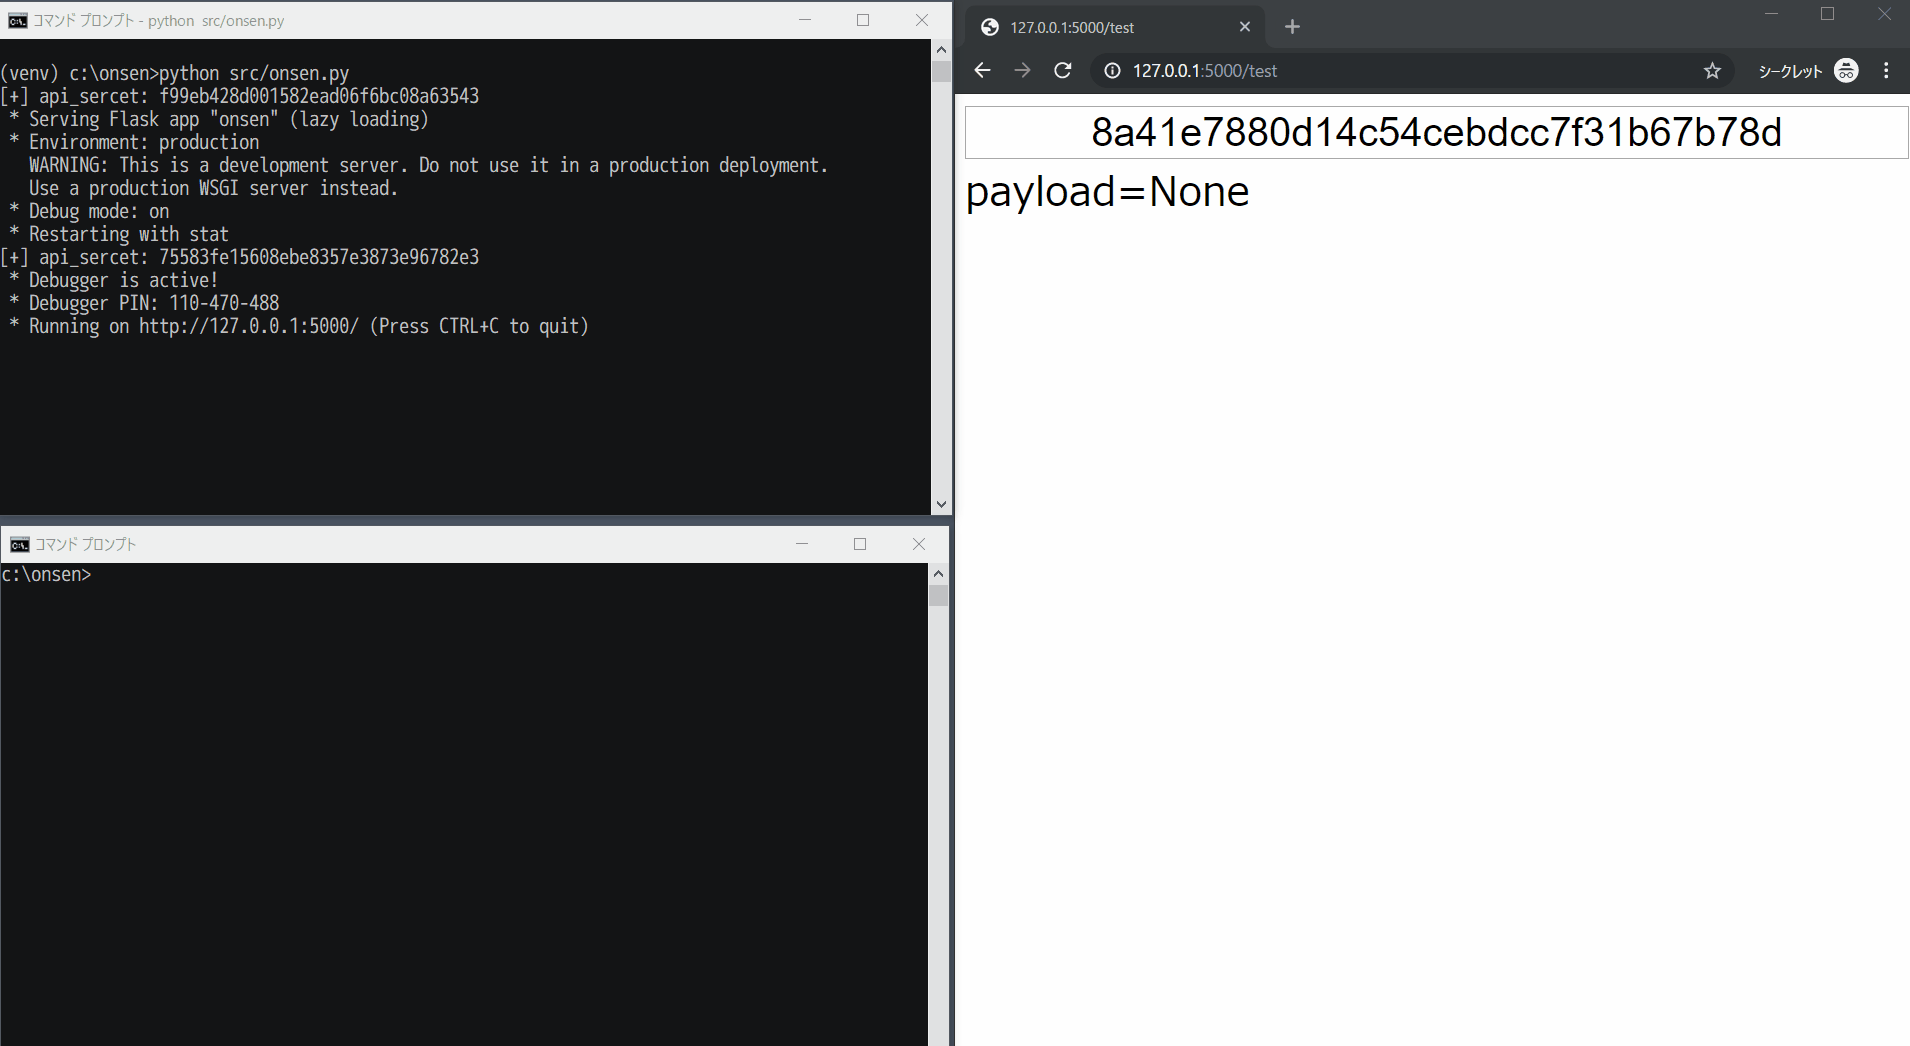 コマンド プロンプト - python  src/onsen.py
(venv) c:\onsen>python src/onsen.py
[+] api_sercet: f99eb428d001582ead06f6bc08a63543
 * Serving Flask app "onsen" (lazy loading)
 * Environment: production
   WARNING: This is a development server. Do not use it in a production deployment.
   Use a production WSGI server instead.
 * Debug mode: on
 * Restarting with stat
[+] api_sercet: 75583fe15608ebe8357e3873e96782e3
 * Debugger is active!
 * Debugger PIN: 110-470-488
 * Running on http://127.0.0.1:5000/ (Press CTRL+C to quit)
コマンド プロンプト
c:\onsen>
127.0.0.1:5000/test
127.0.0.1:5000/test
シークレット
8a41e7880d14c54cebdcc7f31b67b78d
payload=None